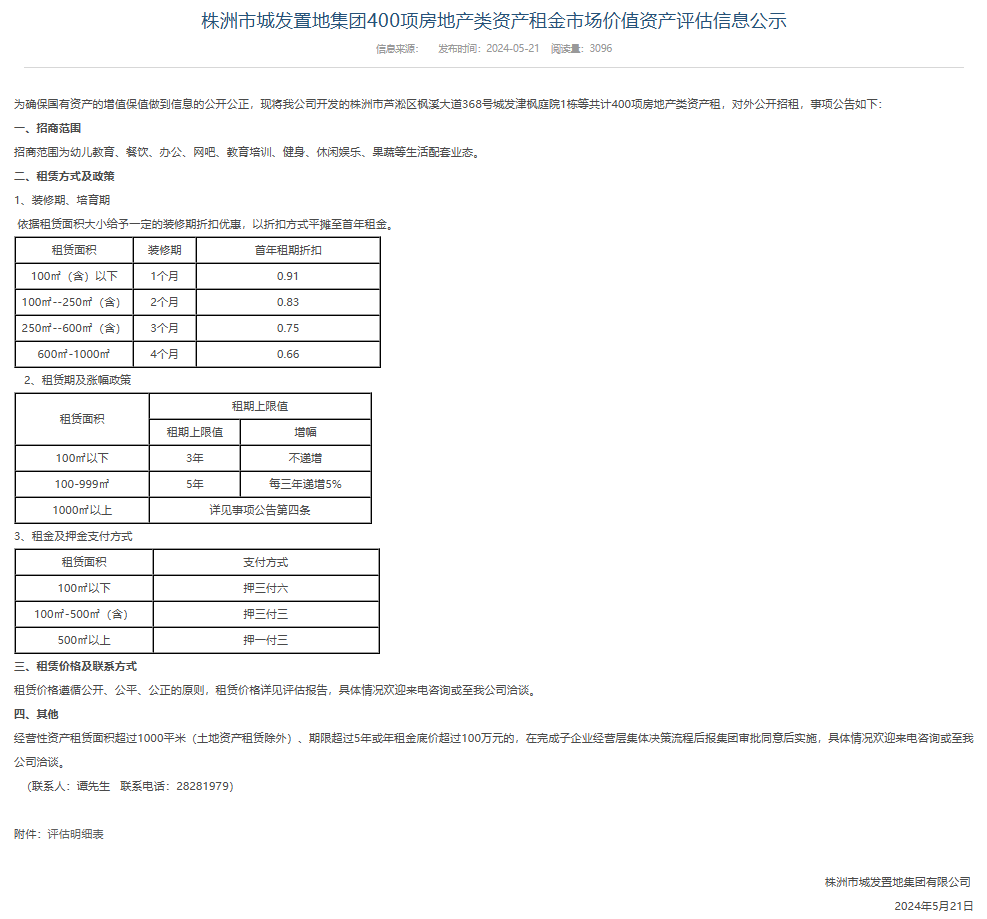 株洲市城发置地集团400项房地产类资产租金市场价值资产评估信息公示
信息来源: 发布时间: 2024-05-21 阅读量: 3096
为确保国有资产的增值保值做到信息的公开公正，现将我公司开发的株洲市芦淞区枫溪大道368号城发津枫庭院1栋等共计400项房地产类资产租，对外公开招租，事项公告如下：
一、招商范围
招商范围为幼儿教育、餐饮、办公、网吧、教育培训、健身、休闲娱乐、果蔬等生活配套业态。
二、租赁方式及政策
1、装修期、培育期
依据租赁面积大小给予一定的装修期折扣优惠，以折扣方式平摊至首年租金。
租赁面积 装修期 首年租期折扣
100㎡（含）以下 1个月 0.91
100㎡--250㎡（含） 2个月 0.83
250㎡--600㎡（含） 3个月 0.75
600㎡-1000㎡ 4个月 0.66
2、租赁期及涨幅政策
租赁面积 租期上限值
租期上限值 增幅
100㎡以下 3年 不递增
100-999㎡ 5年 每三年递增5%
1000㎡以上 详见事项公告第四条
3、租金及押金支付方式
租赁面积 支付方式
100㎡以下 押三付六
100㎡-500㎡（含） 押三付三
500㎡以上 押一付三
三、租赁价格及联系方式
租赁价格遵循公开、公平、公正的原则，租赁价格详见评估报告，具体情况欢迎来电咨询或至我公司洽谈。
四、其他
经营性资产租赁面积超过1000平米（土地资产租赁除外）、期限超过5年或年租金底价超过100万元的，在完成子企业经营层集体决策流程后报集团审批同意后实施，具体情况欢迎来电咨询或至我
公司洽谈。
（联系人：谭先生 联系电话：28281979）
附件：评估明细表
株洲市城发置地集团有限公司
2024年5月21日